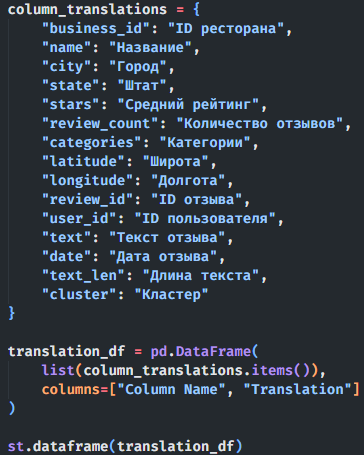 column_translations = {
    "business_id": "ID ресторана",
    "name": "Название",
    "city": "Город",
    "state": "Штат",
    "stars": "Средний рейтинг",
    "review_count": "Количество отзывов",
    "categories": "Категории",
    "latitude": "Широта",
    "longitude": "Долгота",
    "review_id": "ID отзыва",
    "user_id": "ID пользователя",
    "text": "Текст отзыва",
    "date": "Дата отзыва",
    "text_len": "Длина текста",
    "cluster": "Кластер"
}
translation_df = pd.DataFrame(
    list(column_translations.items()),
    columns=["Column Name", "Translation"]
)
st.dataframe(translation_df)